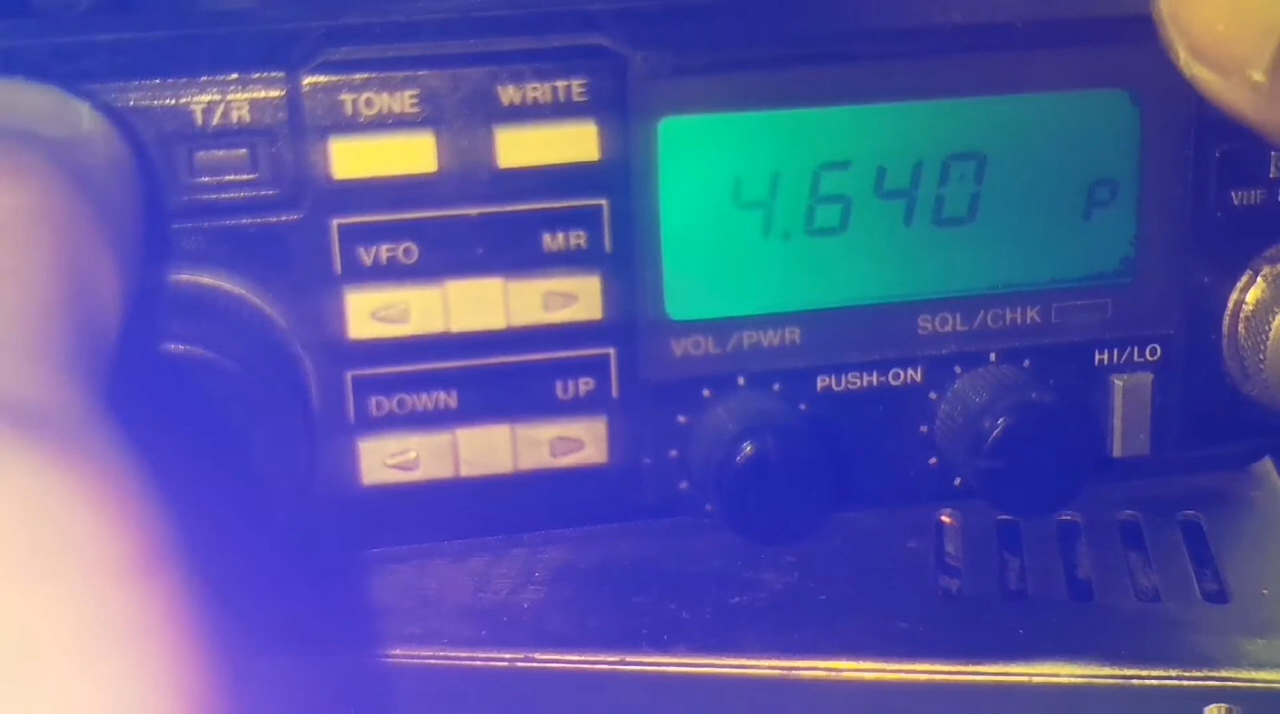 T/R
TONE
WRITE
4.640 P
VHF
VFO MR
VOL/PWR
SQL/CHK
DOWN UP
PUSH-ON
HI/LO